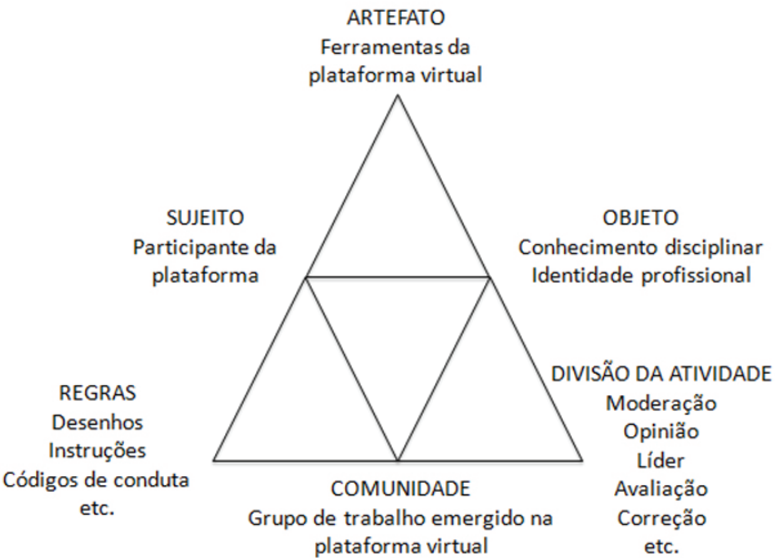 ARTEFATO
Ferramentas da
plataforma virtual
SUJEITO
Participante da
plataforma
OBJETO
Conhecimento disciplinar
Identidade profissional
REGRAS
Desenhos
Instruções
Códigos de conduta
etc.
COMUNIDADE
Grupo de trabalho emergido na
plataforma virtual
DIVISÃO DA ATIVIDADE
Moderação
Opinião
Líder
Avaliação
Correção
etc.